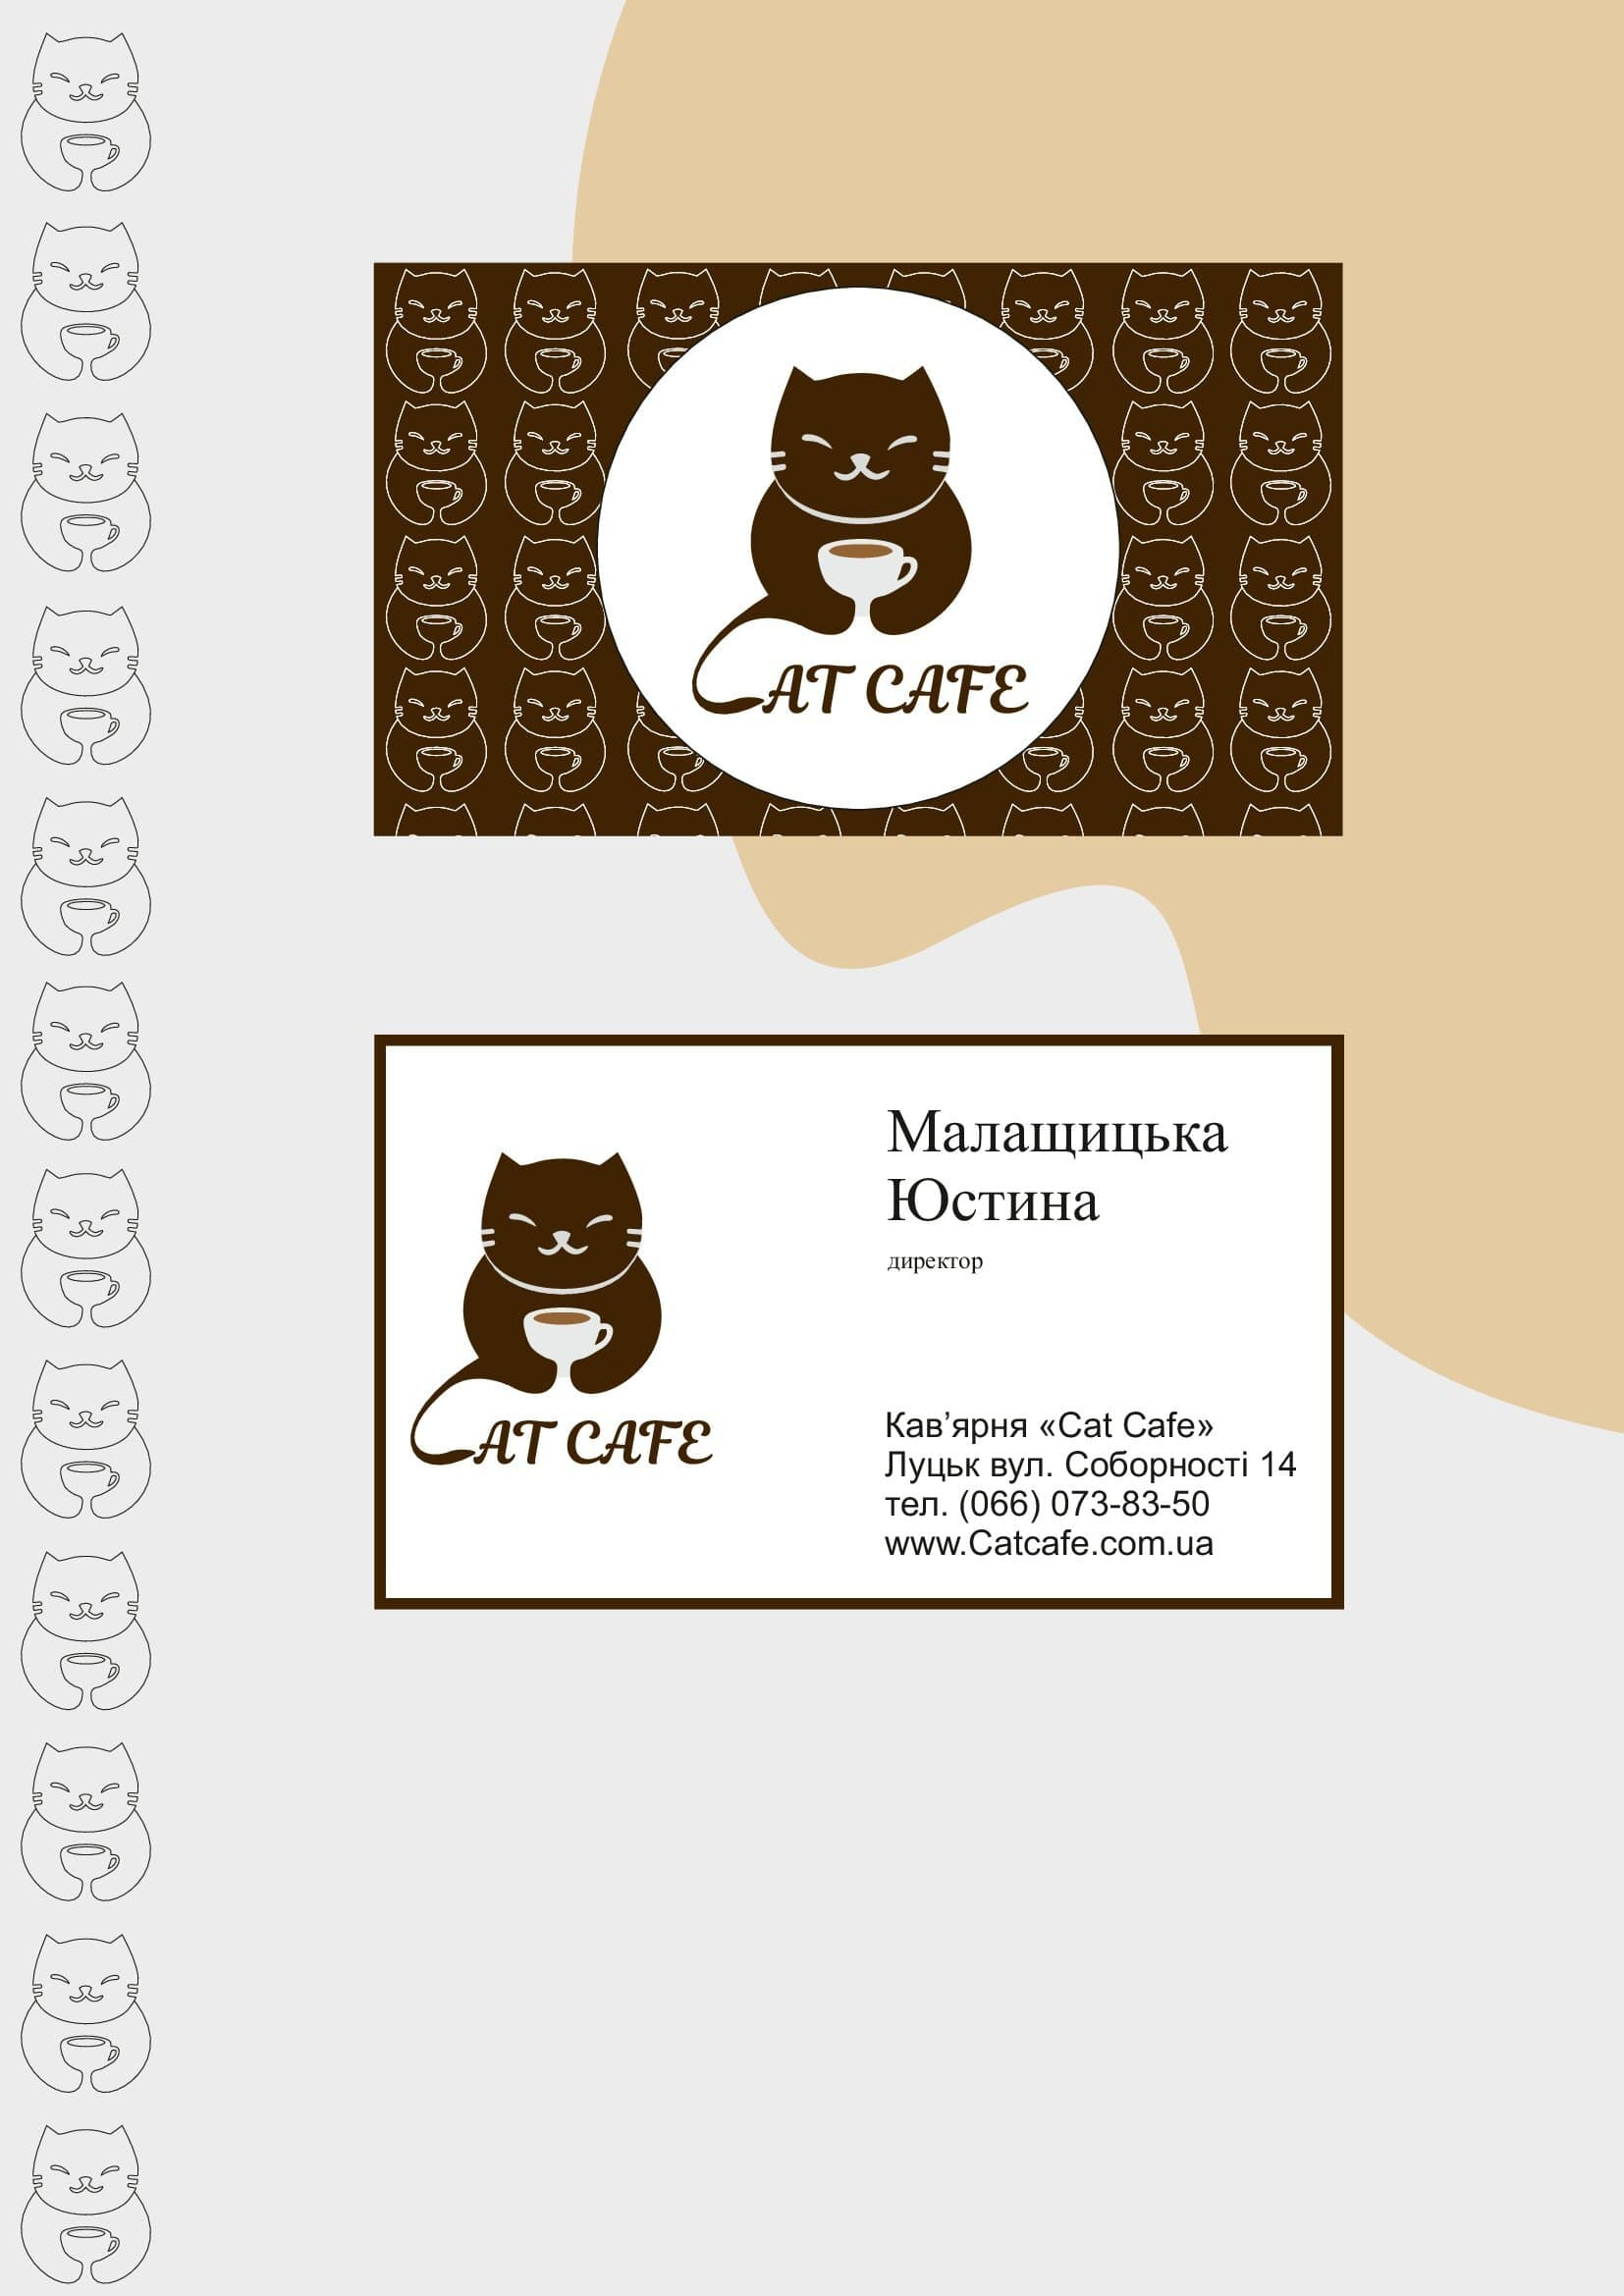 CAT CAFE
Малащицька
Юстина
директор
CAT CAFE
Кав’ярня «Cat Cafe»
Луцьк вул. Соборності 14
тел. (066) 073-83-50
www.Catcafe.com.ua